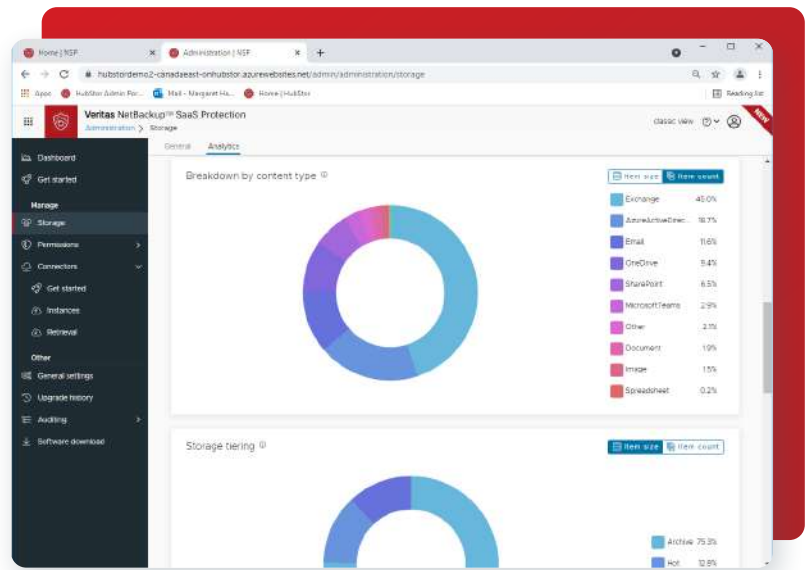 Home | NSP
Administration | NSP
hubstordemo2-canadaeast-onhubstor.azurewebsites.net/admin/administration/storage
Apps
HubStor Admin Por...
Mail - Margaret Ha...
Home | HubStor
Reading list
Veritas NetBackup™ SaaS Protection
Administration > Storage
classic view
NEW
General
Analytics
Dashboard
Get started
Manage
Storage
Permissions
Connectors
Get started
Instances
Retrieval
Other
General settings
Upgrade history
Auditing
Software download
Breakdown by content type
Item size
Item count
Exchange 45.0%
AzureActiveDirec... 18.7%
Email 11.6%
OneDrive 9.4%
SharePoint 6.5%
MicrosoftTeams 2.9%
Other 2.1%
Document 1.9%
Image 1.5%
Spreadsheet 0.2%
Storage tiering
Item size
Item count
Archive 75.3%
Hot 12.8%